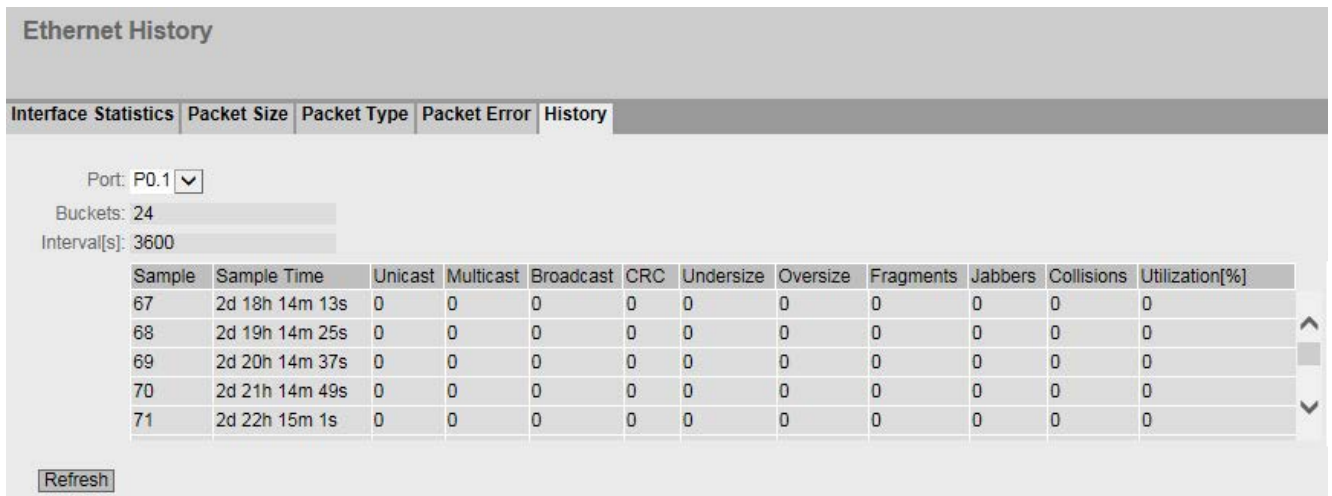 Ethernet History
Interface Statistics Packet Size Packet Type Packet Error History
Port: P0.1
Buckets: 24
Interval[s]: 3600
Sample Sample Time Unicast Multicast Broadcast CRC Undersize Oversize Fragments Jabbers Collisions Utilization[%]
67 2d 18h 14m 13s 0 0 0 0 0 0 0 0 0 0
68 2d 19h 14m 25s 0 0 0 0 0 0 0 0 0 0
69 2d 20h 14m 37s 0 0 0 0 0 0 0 0 0 0
70 2d 21h 14m 49s 0 0 0 0 0 0 0 0 0 0
71 2d 22h 15m 1s 0 0 0 0 0 0 0 0 0 0
Refresh